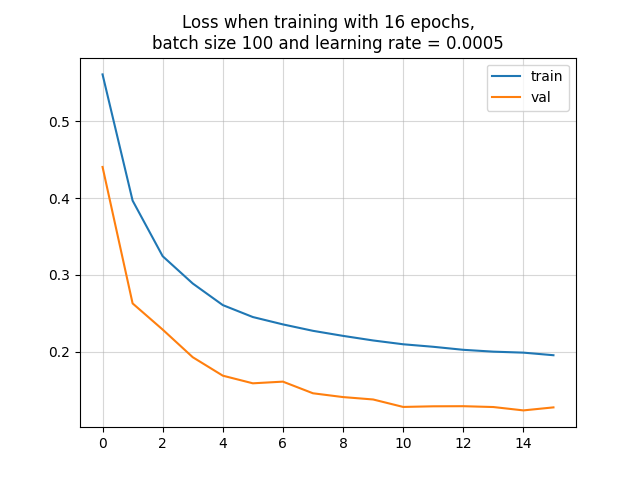 Loss when training with 16 epochs,
batch size 100 and learning rate = 0.0005
train
val
0.5
0.4
0.3
0.2
0 2 4 6 8 10 12 14